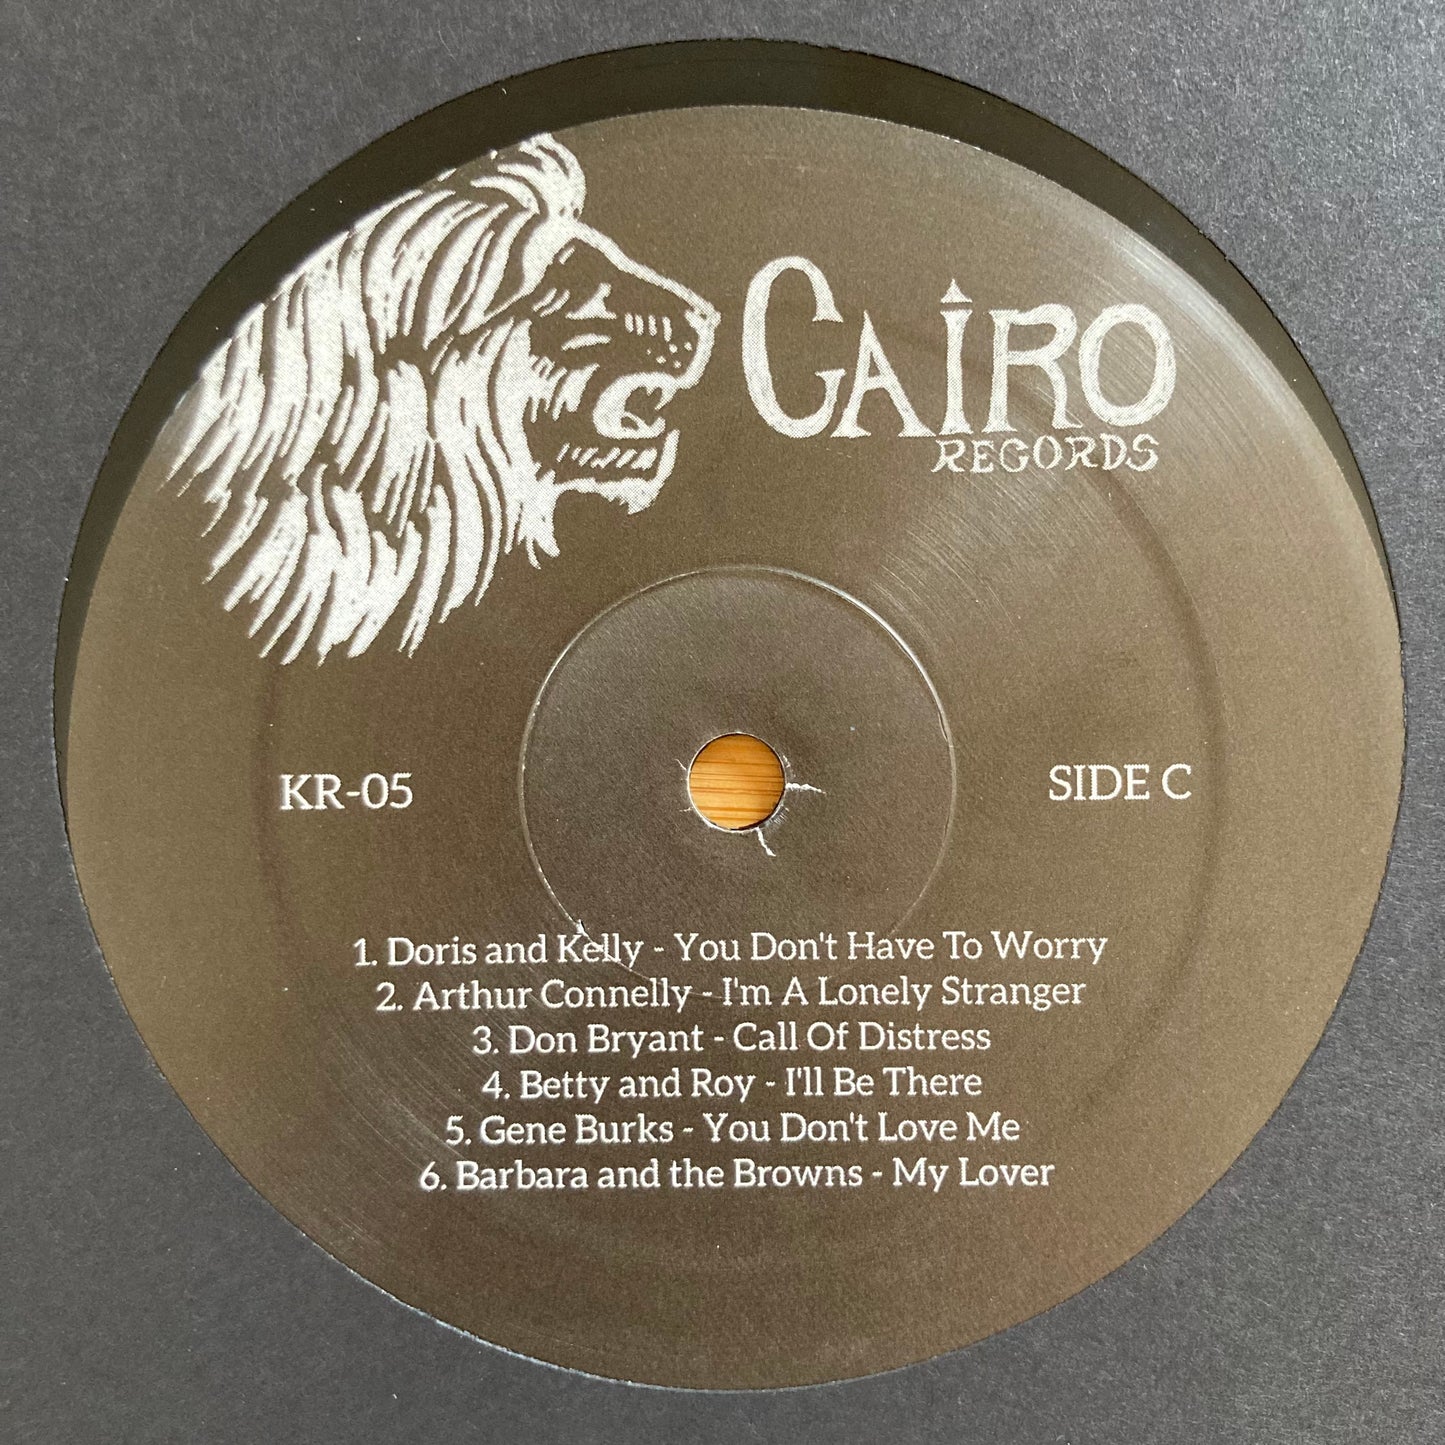 CAIRO
RECORDS
KR-05
SIDE C
1. Doris and Kelly - You Don't Have To Worry
2. Arthur Connelly - I'm A Lonely Stranger
3. Don Bryant - Call Of Distress
4. Betty and Roy - I'll Be There
5. Gene Burks - You Don't Love Me
6. Barbara and the Browns - My Lover